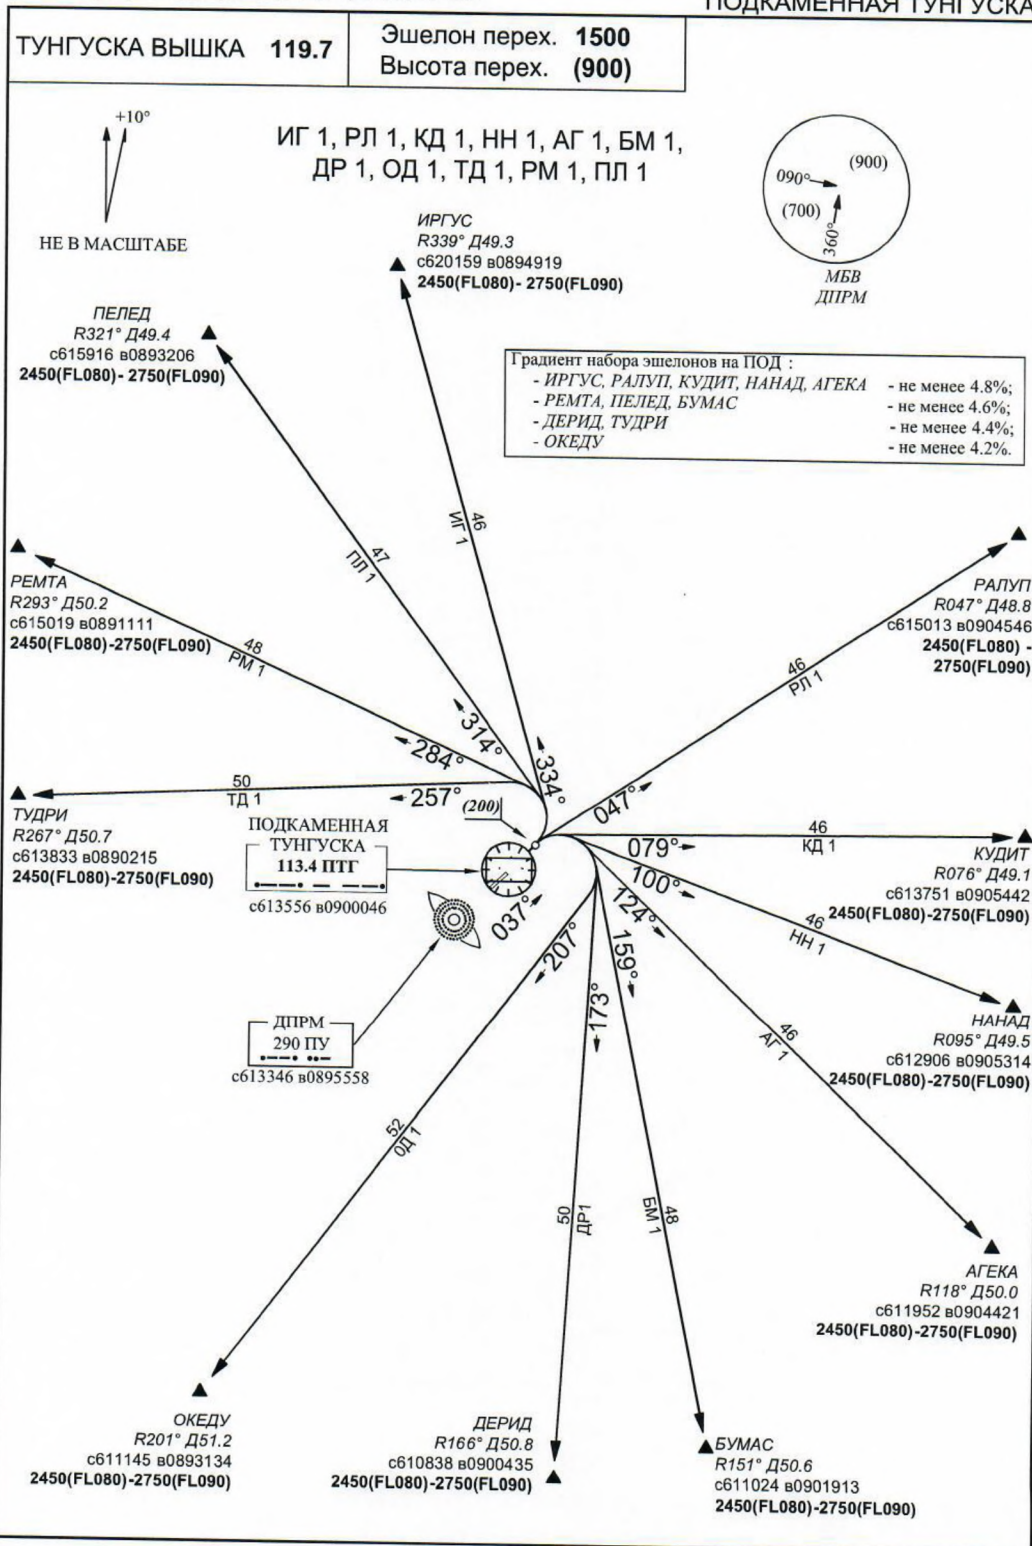 ПОДКАМЕННАЯ ТУНГУСКА
ТУНГУСКА ВЫШКА 119.7
Эшелон перех. 1500
Высота перех. (900)
+10°
НЕ В МАСШТАБЕ
ИГ 1, РЛ 1, КД 1, НН 1, АГ 1, БМ 1,
ДР 1, ОД 1, ТД 1, РМ 1, ПЛ 1
090°
(900)
(700)
360°
МБВ
ДПРМ
ИРГУС
R339° Д49.3
с620159 в0894919
2450(FL080)- 2750(FL090)
ПЕЛЕД
R321° Д49.4
с615916 в0893206
2450(FL080)- 2750(FL090)
Градиент набора эшелонов на ПОД :
- ИРГУС, РАЛУП, КУДИТ, НАНАД, АГЕКА - не менее 4.8%;
- РЕМТА, ПЕЛЕД, БУМАС - не менее 4.6%;
- ДЕРИД, ТУДРИ - не менее 4.4%;
- ОКЕДУ - не менее 4.2%.
46
ИГ 1
47
ПЛ 1
РЕМТА
R293° Д50.2
с615019 в0891111
2450(FL080)-2750(FL090)
48
РМ 1
РАЛУП
R047° Д48.8
с615013 в0904546
2450(FL080) -
2750(FL090)
46
РЛ 1
314°
284°
334°
50
ТД 1
257°
(200)
047°
ТУДРИ
R267° Д50.7
с613833 в0890215
2450(FL080)-2750(FL090)
ПОДКАМЕННАЯ
ТУНГУСКА
113.4 ПТГ
с613556 в0900046
46
КД 1
079°
100°
124°
КУДИТ
R076° Д49.1
с613751 в0905442
2450(FL080)-2750(FL090)
46
НН 1
037°
207°
159°
173°
ДПРМ
290 ПУ
с613346 в0895558
46
АГ 1
НАНАД
R095° Д49.5
с612906 в0905314
2450(FL080)-2750(FL090)
52
ОД 1
50
ДР1
48
БМ 1
АГЕКА
R118° Д50.0
с611952 в0904421
2450(FL080)-2750(FL090)
ОКЕДУ
R201° Д51.2
с611145 в0893134
2450(FL080)-2750(FL090)
ДЕРИД
R166° Д50.8
с610838 в0900435
2450(FL080)-2750(FL090)
БУМАС
R151° Д50.6
с611024 в0901913
2450(FL080)-2750(FL090)